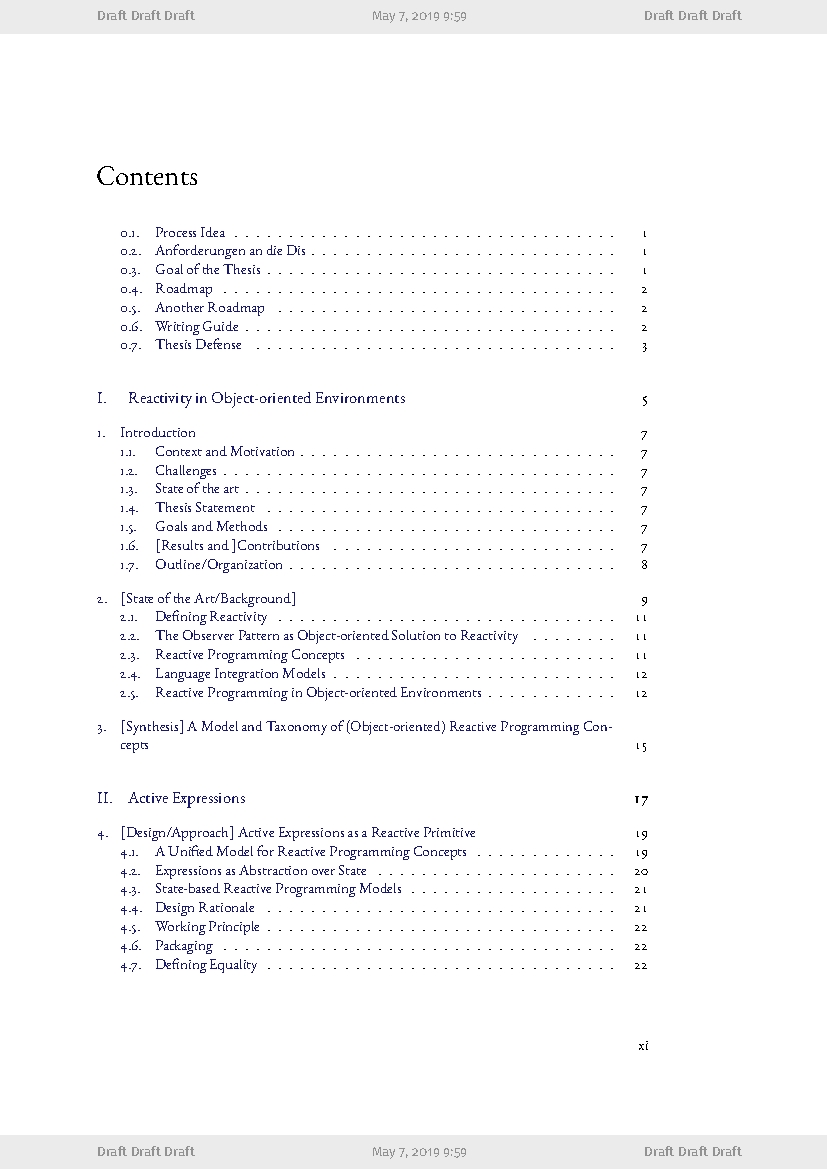 Draft Draft Draft May 7, 2019 9:59 Draft Draft Draft
Contents
0.1. Process Idea . . . . . . . . . . . . . . . . . . . . . . . . . . . . . . . . . . . 1
0.2. Anforderungen an die Dis . . . . . . . . . . . . . . . . . . . . . . . . . . . . 1
0.3. Goal of the Thesis . . . . . . . . . . . . . . . . . . . . . . . . . . . . . . . . 1
0.4. Roadmap . . . . . . . . . . . . . . . . . . . . . . . . . . . . . . . . . . . . 2
0.5. Another Roadmap . . . . . . . . . . . . . . . . . . . . . . . . . . . . . . . 2
0.6. Writing Guide . . . . . . . . . . . . . . . . . . . . . . . . . . . . . . . . . . 2
0.7. Thesis Defense . . . . . . . . . . . . . . . . . . . . . . . . . . . . . . . . . 3
I. Reactivity in Object-oriented Environments 5
1. Introduction 7
1.1. Context and Motivation . . . . . . . . . . . . . . . . . . . . . . . . . . . . . 7
1.2. Challenges . . . . . . . . . . . . . . . . . . . . . . . . . . . . . . . . . . . . 7
1.3. State of the art . . . . . . . . . . . . . . . . . . . . . . . . . . . . . . . . . . 7
1.4. Thesis Statement . . . . . . . . . . . . . . . . . . . . . . . . . . . . . . . . 7
1.5. Goals and Methods . . . . . . . . . . . . . . . . . . . . . . . . . . . . . . . 7
1.6. [Results and ]Contributions . . . . . . . . . . . . . . . . . . . . . . . . . . 7
1.7. Outline/Organization . . . . . . . . . . . . . . . . . . . . . . . . . . . . . . 8
2. [State of the Art/Background] 9
2.1. Defining Reactivity . . . . . . . . . . . . . . . . . . . . . . . . . . . . . . . 11
2.2. The Observer Pattern as Object-oriented Solution to Reactivity . . . . . . . . 11
2.3. Reactive Programming Concepts . . . . . . . . . . . . . . . . . . . . . . . . 11
2.4. Language Integration Models . . . . . . . . . . . . . . . . . . . . . . . . . . 12
2.5. Reactive Programming in Object-oriented Environments . . . . . . . . . . . . 12
3. [Synthesis] A Model and Taxonomy of (Object-oriented) Reactive Programming Con-
cepts 15
II. Active Expressions 17
4. [Design/Approach] Active Expressions as a Reactive Primitive 19
4.1. A Unified Model for Reactive Programming Concepts . . . . . . . . . . . . . 19
4.2. Expressions as Abstraction over State . . . . . . . . . . . . . . . . . . . . . . 20
4.3. State-based Reactive Programming Models . . . . . . . . . . . . . . . . . . . 21
4.4. Design Rationale . . . . . . . . . . . . . . . . . . . . . . . . . . . . . . . . 21
4.5. Working Principle . . . . . . . . . . . . . . . . . . . . . . . . . . . . . . . . 22
4.6. Packaging . . . . . . . . . . . . . . . . . . . . . . . . . . . . . . . . . . . . 22
4.7. Defining Equality . . . . . . . . . . . . . . . . . . . . . . . . . . . . . . . . 22
xi
Draft Draft Draft May 7, 2019 9:59 Draft Draft Draft